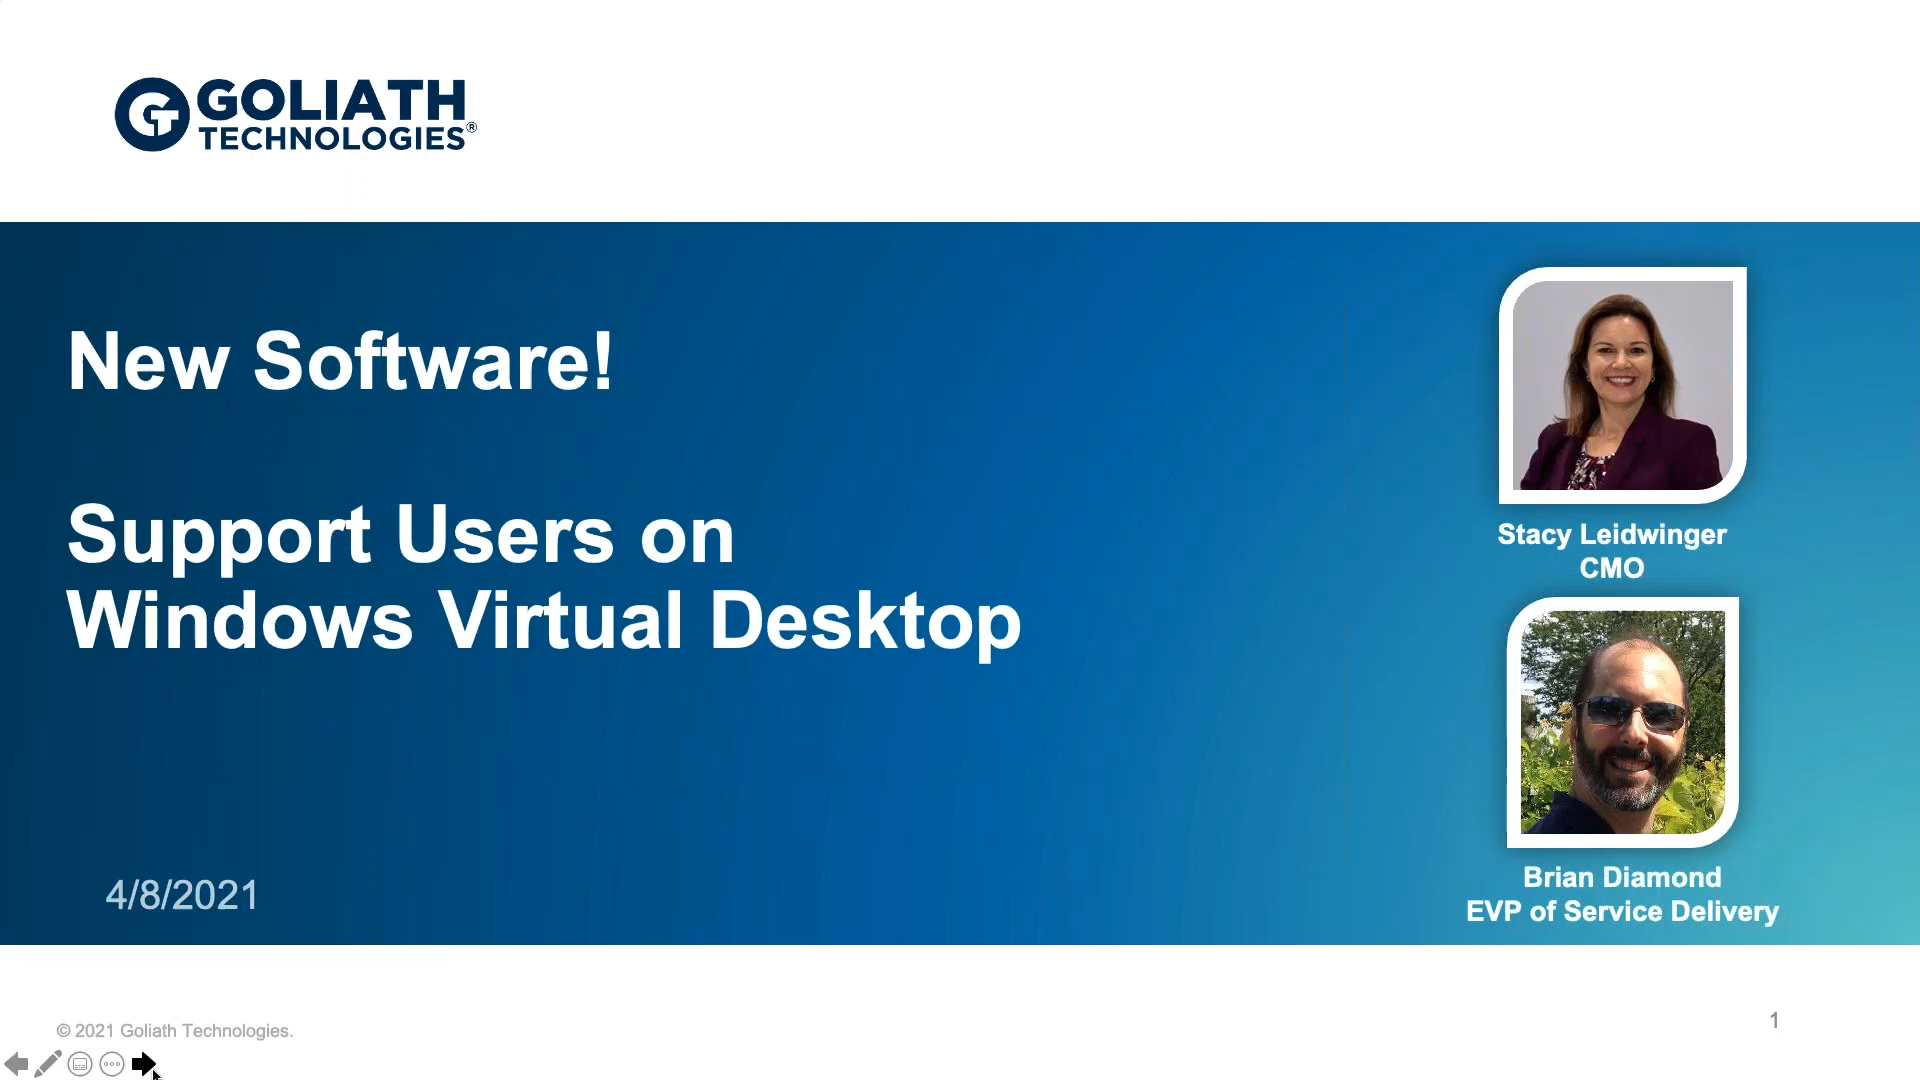 GOLIATH
TECHNOLOGIES®
New Software!
Support Users on
Windows Virtual Desktop
4/8/2021
Stacy Leidwinger
CMO
Brian Diamond
EVP of Service Delivery
© 2021 Goliath Technologies.
1